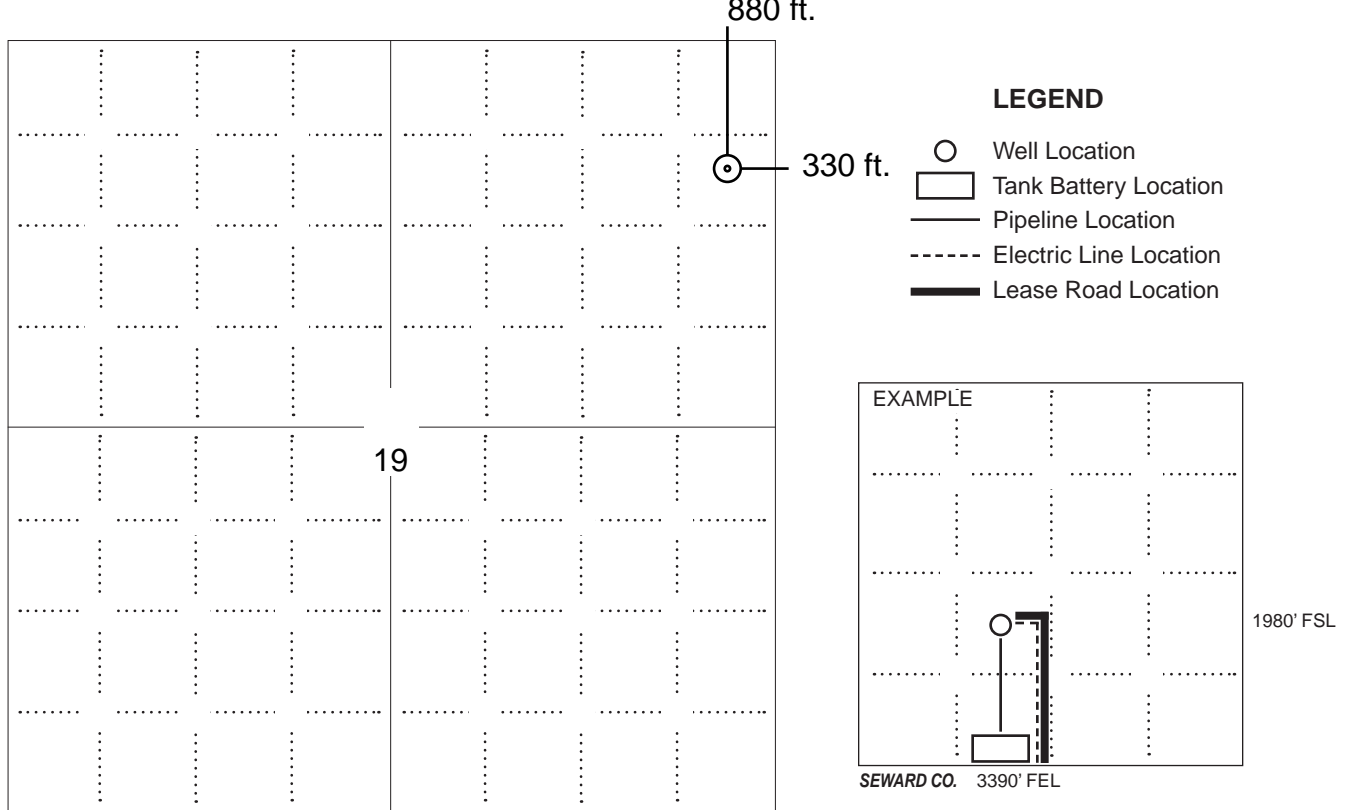 880 ft.
330 ft.
LEGEND
Well Location
Tank Battery Location
Pipeline Location
Electric Line Location
Lease Road Location
EXAMPLE
19
1980' FSL
SEWARD CO. 3390' FEL